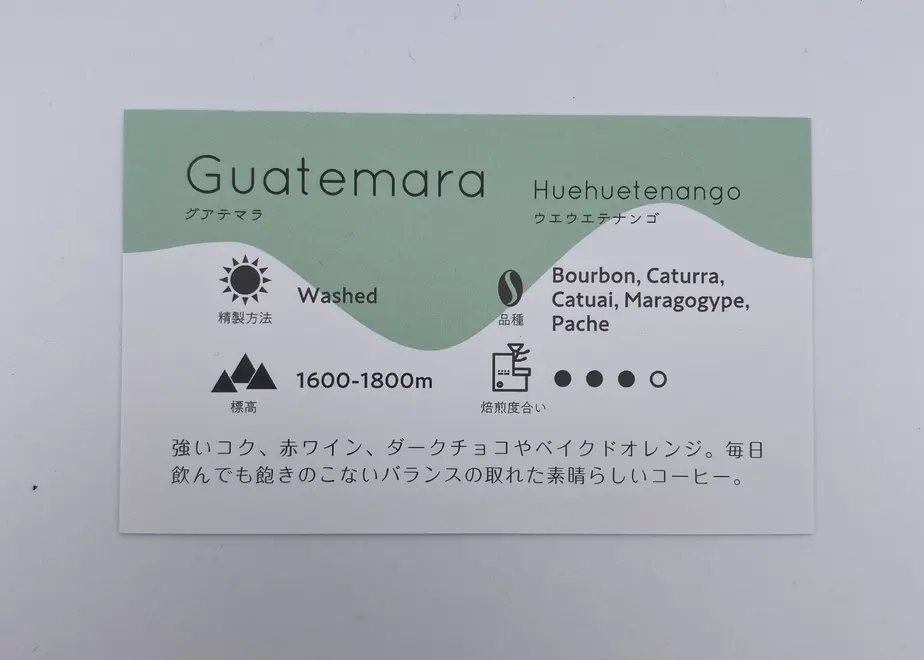 Guatemara
グアテマラ
Huehuetenango
ウエウエテナンゴ
Washed
精製方法
Bourbon, Caturra,
Catuai, Maragogype,
Pache
品種
1600-1800m
標高
焙煎度合い
強いコク、赤ワイン、ダークチョコやベイクドオレンジ。毎日
飲んでも飽きのこないバランスの取れた素晴らしいコーヒー。